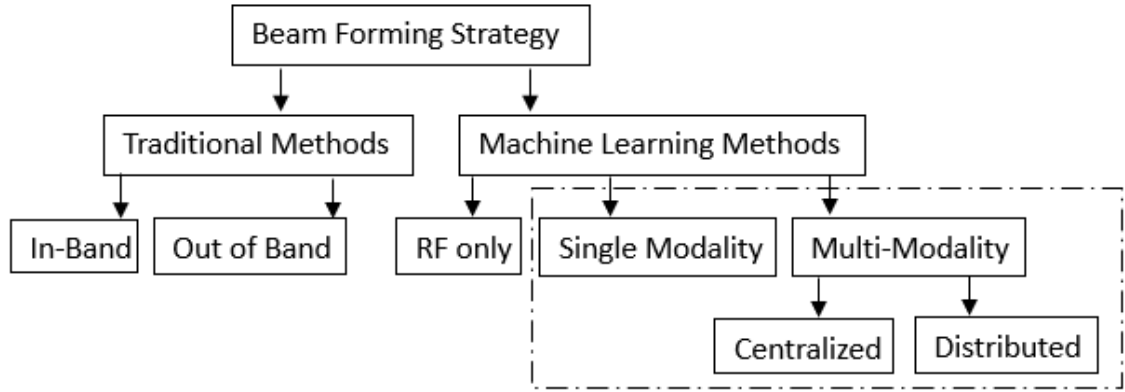 Beam Forming Strategy
Traditional Methods
Machine Learning Methods
In-Band
Out of Band
RF only
Single Modality
Multi-Modality
Centralized
Distributed